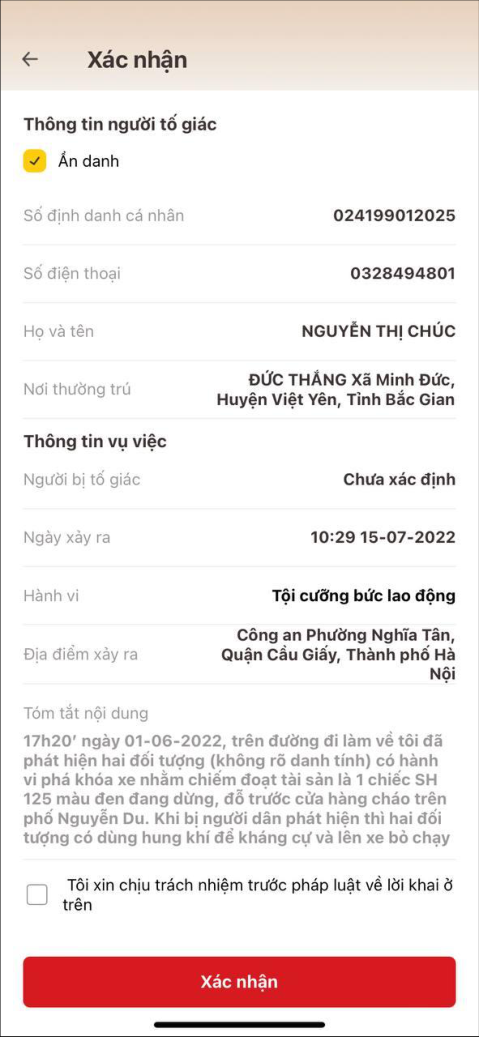 Xác nhận
Thông tin người tố giác
Ẩn danh
Số định danh cá nhân 024199012025
Số điện thoại 0328494801
Họ và tên NGUYỄN THỊ CHÚC
Nơi thường trú ĐỨC THẮNG Xã Minh Đức,
Huyện Việt Yên, Tỉnh Bắc Gian
Thông tin vụ việc
Người bị tố giác Chưa xác định
Ngày xảy ra 10:29 15-07-2022
Hành vi Tội cưỡng bức lao động
Địa điểm xảy ra Công an Phường Nghĩa Tân,
Quận Cầu Giấy, Thành phố Hà
Nội
Tóm tắt nội dung
17h20’ ngày 01-06-2022, trên đường đi làm về tôi đã
phát hiện hai đối tượng (không rõ danh tính) có hành
vi phá khóa xe nhằm chiếm đoạt tài sản là 1 chiếc SH
125 màu đen đang dừng, đỗ trước cửa hàng cháo trên
phố Nguyễn Du. Khi bị người dân phát hiện thì hai đối
tượng có dùng hung khí để kháng cự và lên xe bỏ chạy
Tôi xin chịu trách nhiệm trước pháp luật về lời khai ở
trên
Xác nhận